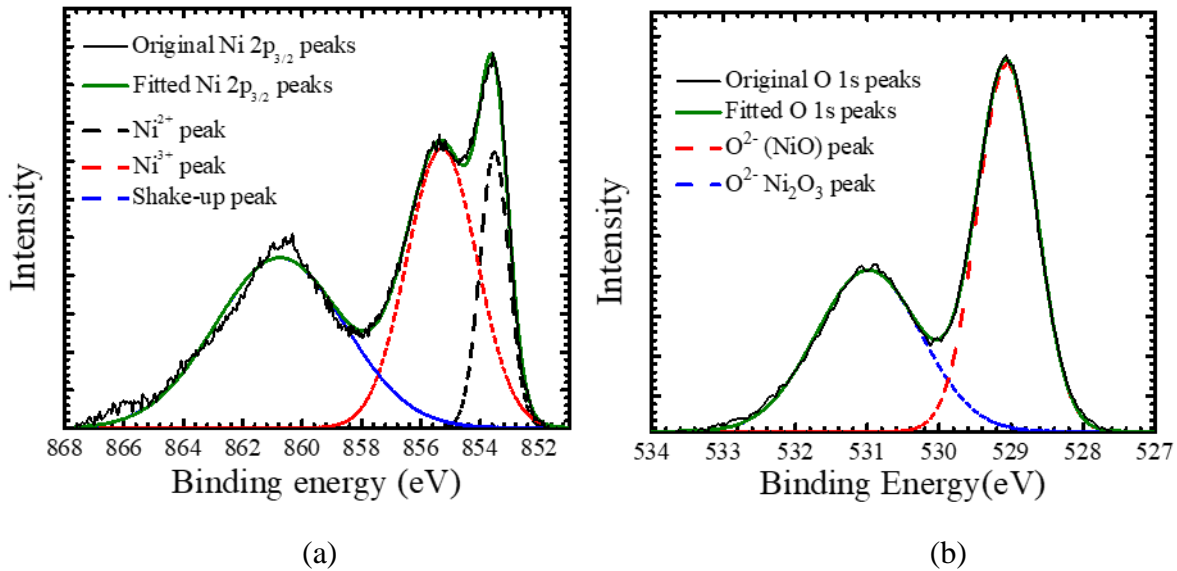 Original Ni 2p3/2 peaks
Fitted Ni 2p3/2 peaks
Ni2+ peak
Ni3+ peak
Shake-up peak
Intensity
868 866 864 862 860 858 856 854 852
Binding energy (eV)
(a)
Original O 1s peaks
Fitted O 1s peaks
O2- (NiO) peak
O2- Ni2O3 peak
Intensity
534 533 532 531 530 529 528 527
Binding Energy(eV)
(b)